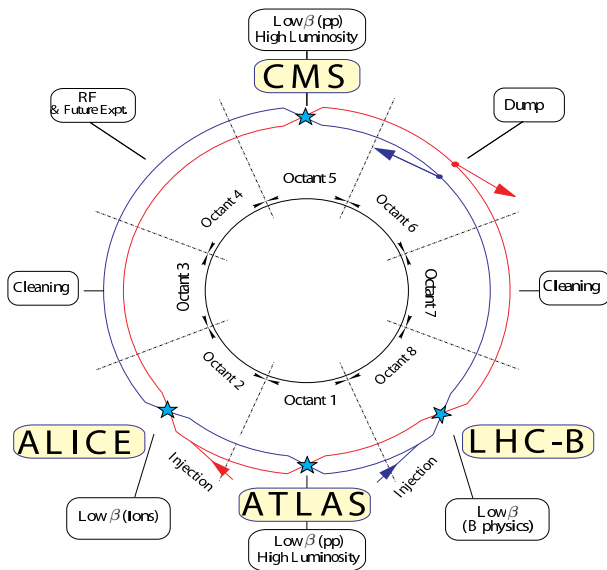 Low β (pp)
High Luminosity
CMS
RF
& Future Expt.
Dump
Octant 5
Octant 4
Octant 6
Octant 3
Octant 7
Cleaning
Cleaning
Octant 2
Octant 8
Octant 1
ALICE
LHC-B
Injection
Injection
ATLAS
Low β (Ions)
Low β
(B physics)
Low β (pp)
High Luminosity